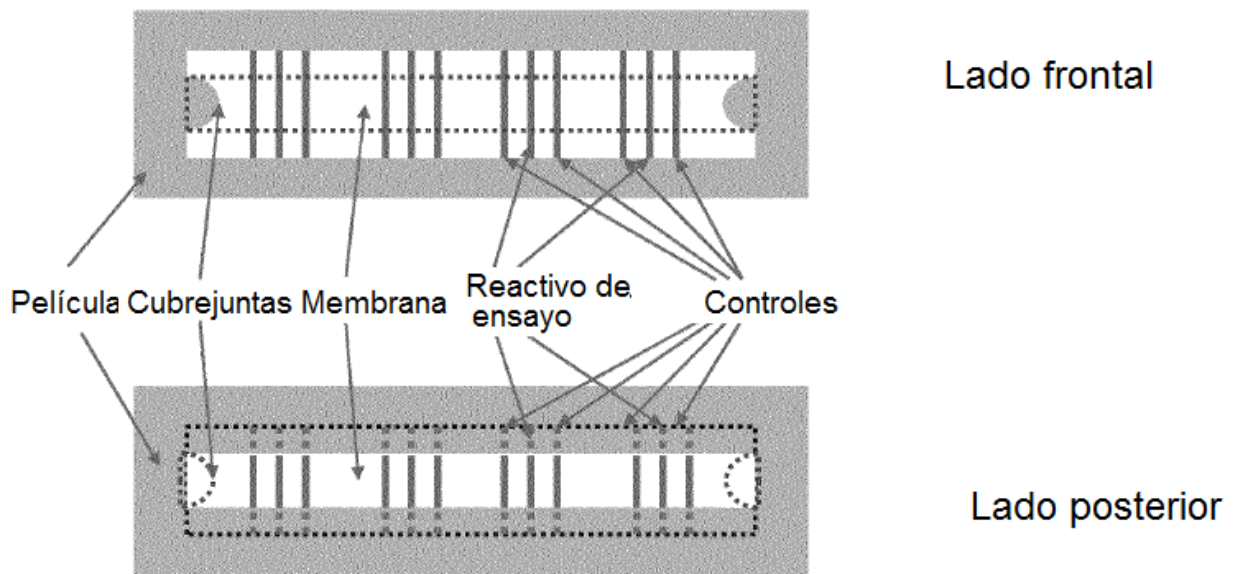 Lado frontal
Película
Cubrejuntas
Membrana
Reactivo de
ensayo
Controles
Lado posterior